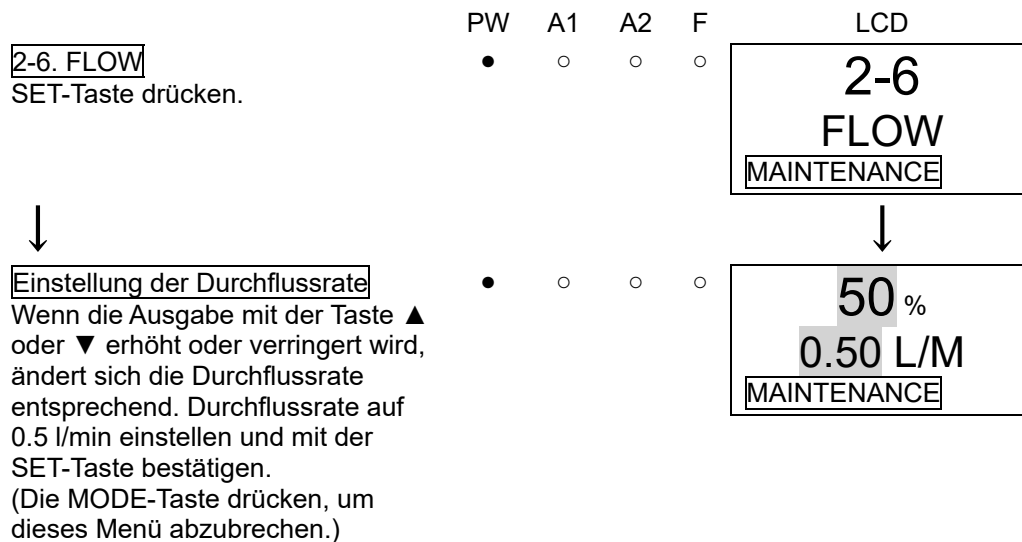 PW A1 A2 F LCD
2-6. FLOW ● ○ ○ ○
SET-Taste drücken.
2-6
FLOW
MAINTENANCE
↓ ↓
Einstellung der Durchflussrate ● ○ ○ ○
Wenn die Ausgabe mit der Taste ▲
oder ▼ erhöht oder verringert wird,
ändert sich die Durchflussrate
entsprechend. Durchflussrate auf
0.5 l/min einstellen und mit der
SET-Taste bestätigen.
(Die MODE-Taste drücken, um
dieses Menü abzubrechen.)
50 %
0.50 L/M
MAINTENANCE